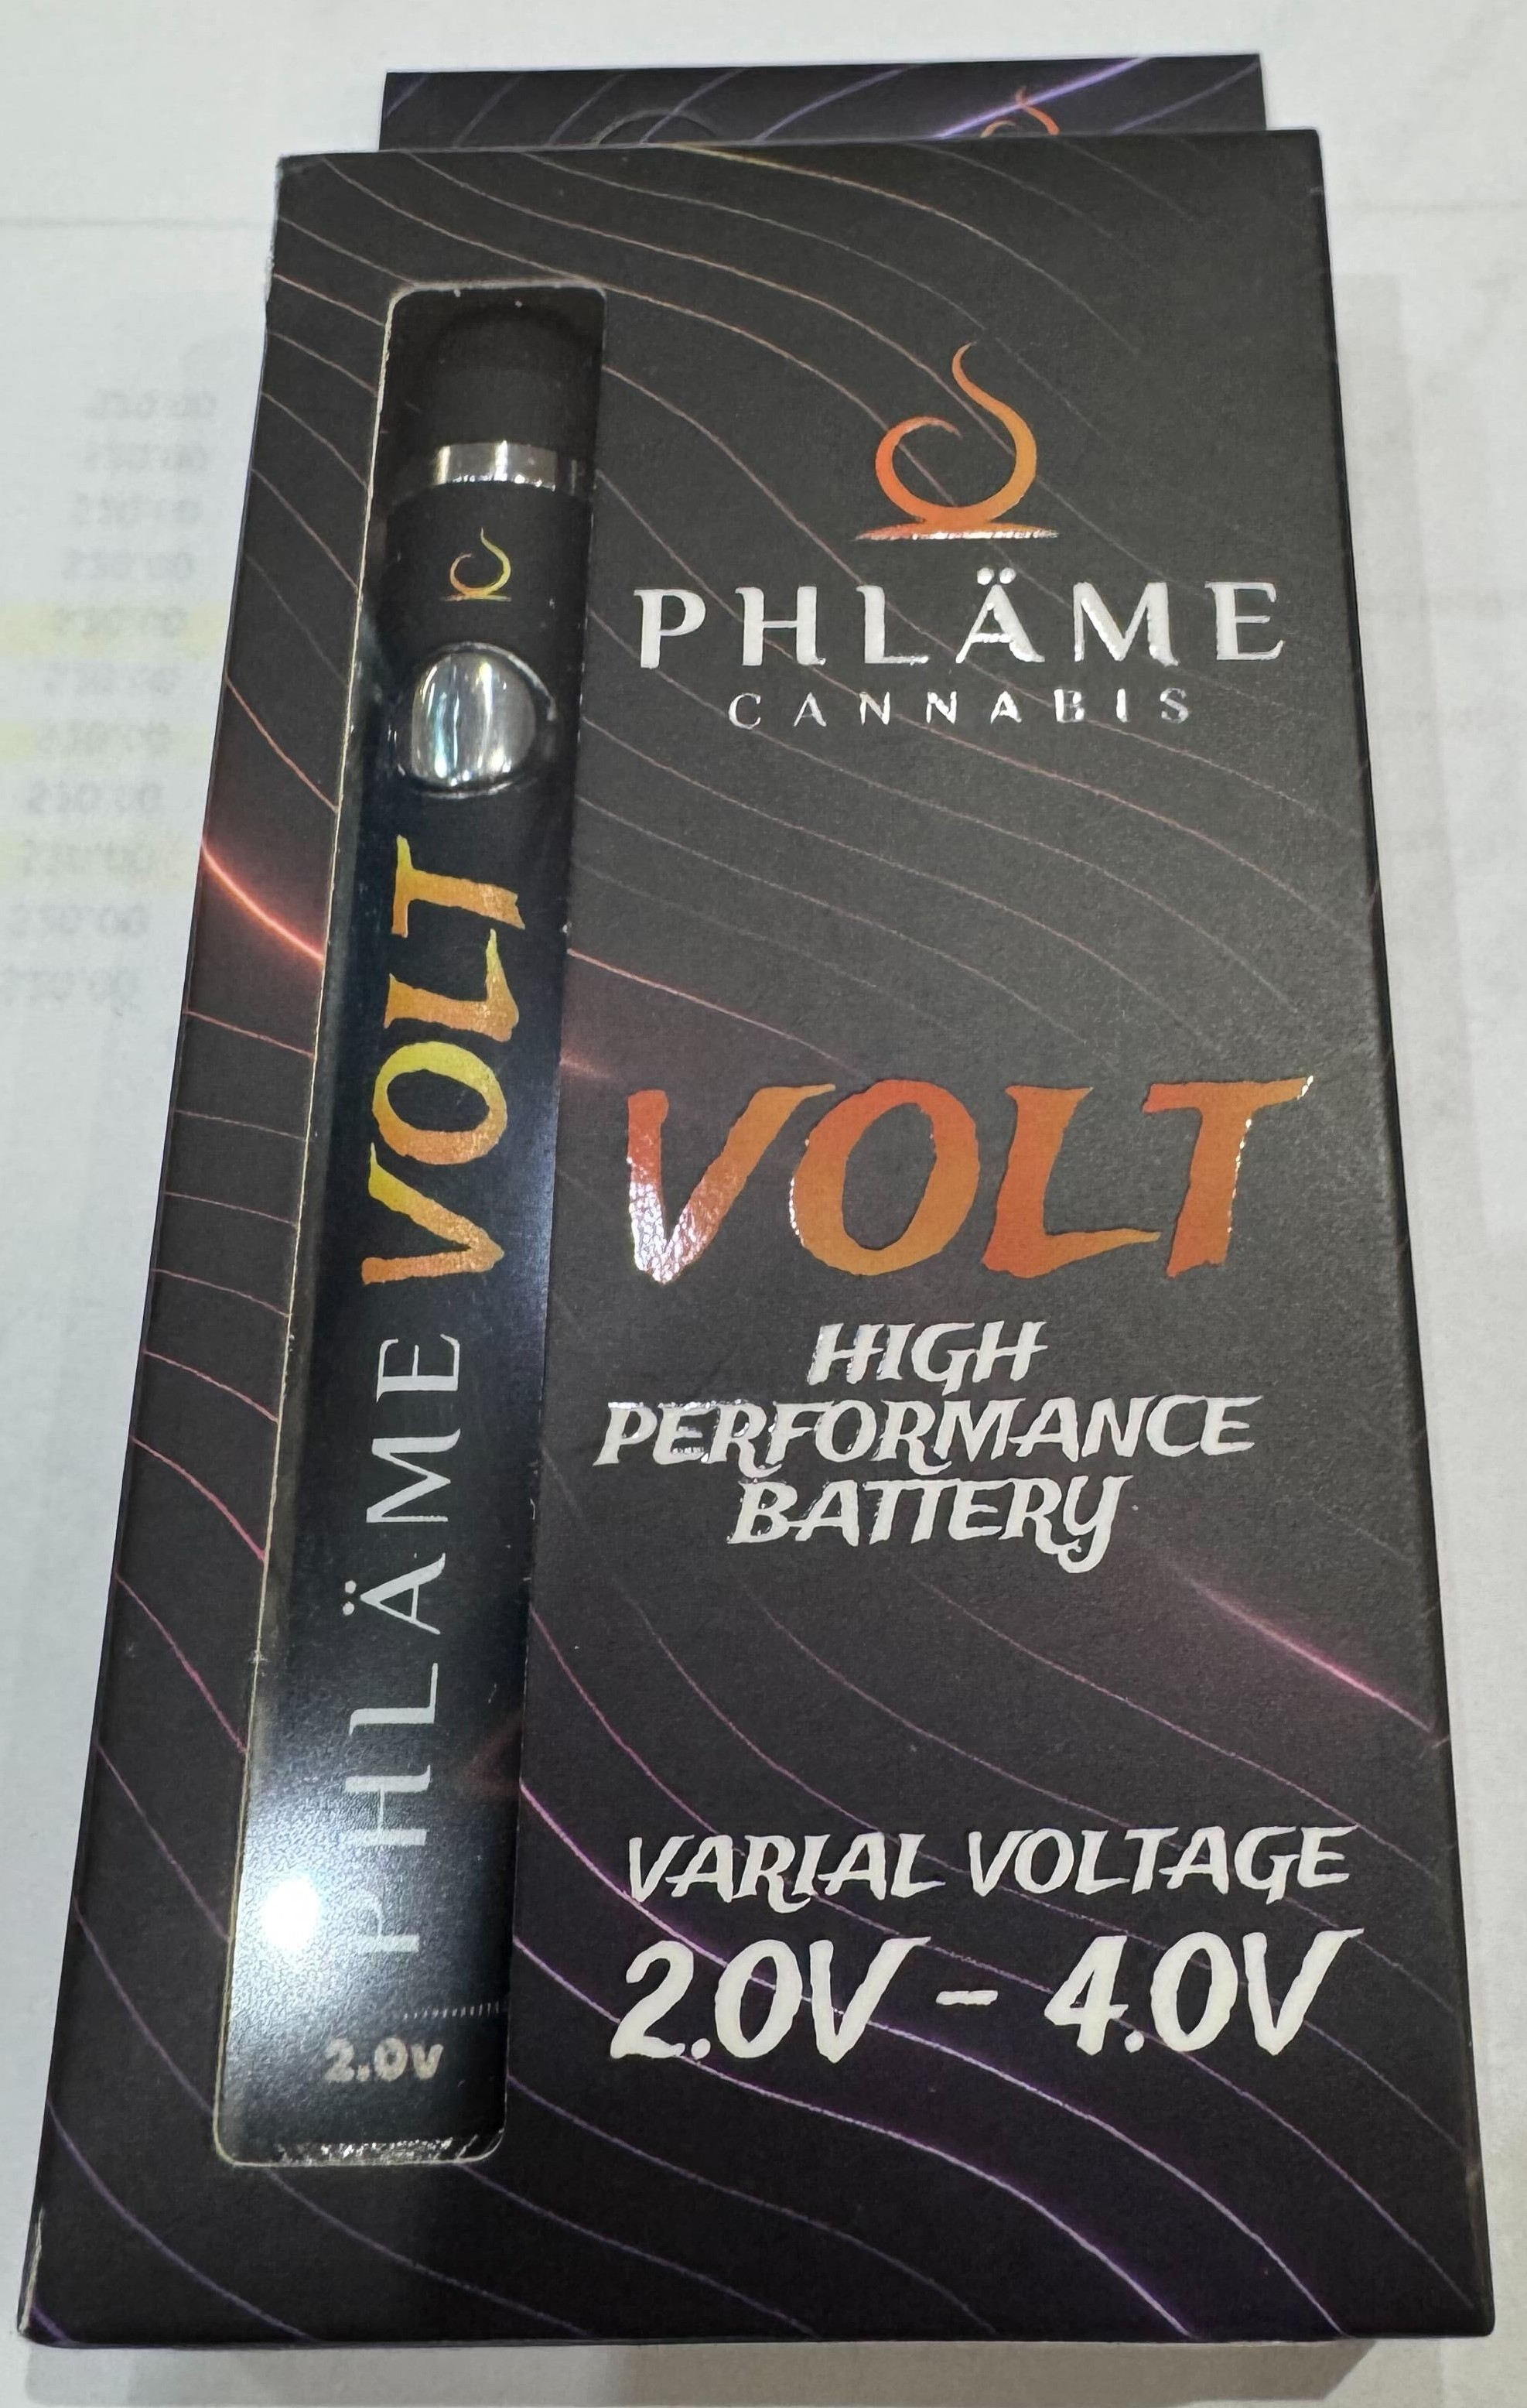 PHLÄME
CANNABIS
VOLT
HIGH
PERFORMANCE
BATTERY
VARIAL VOLTAGE
2.0V – 4.0V
PHLÄME VOLT
2.0V